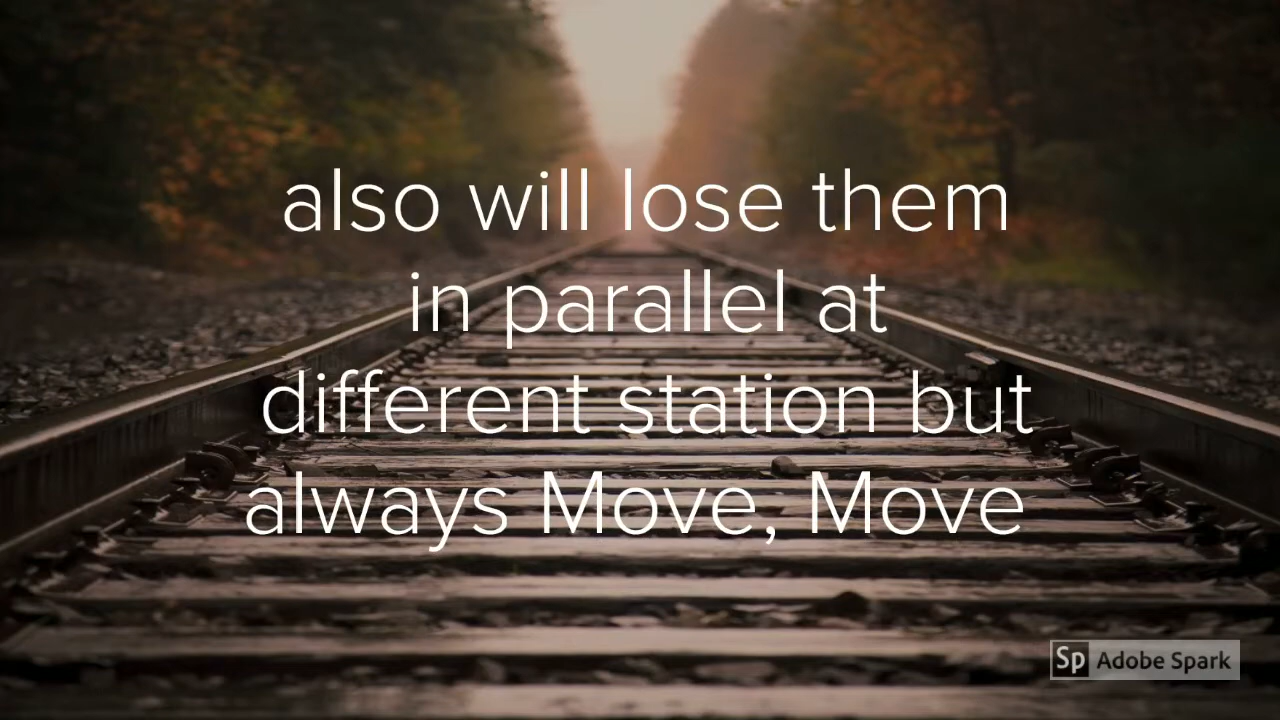 also will lose them
in parallel at
different station but
always Move, Move
Sp Adobe Spark